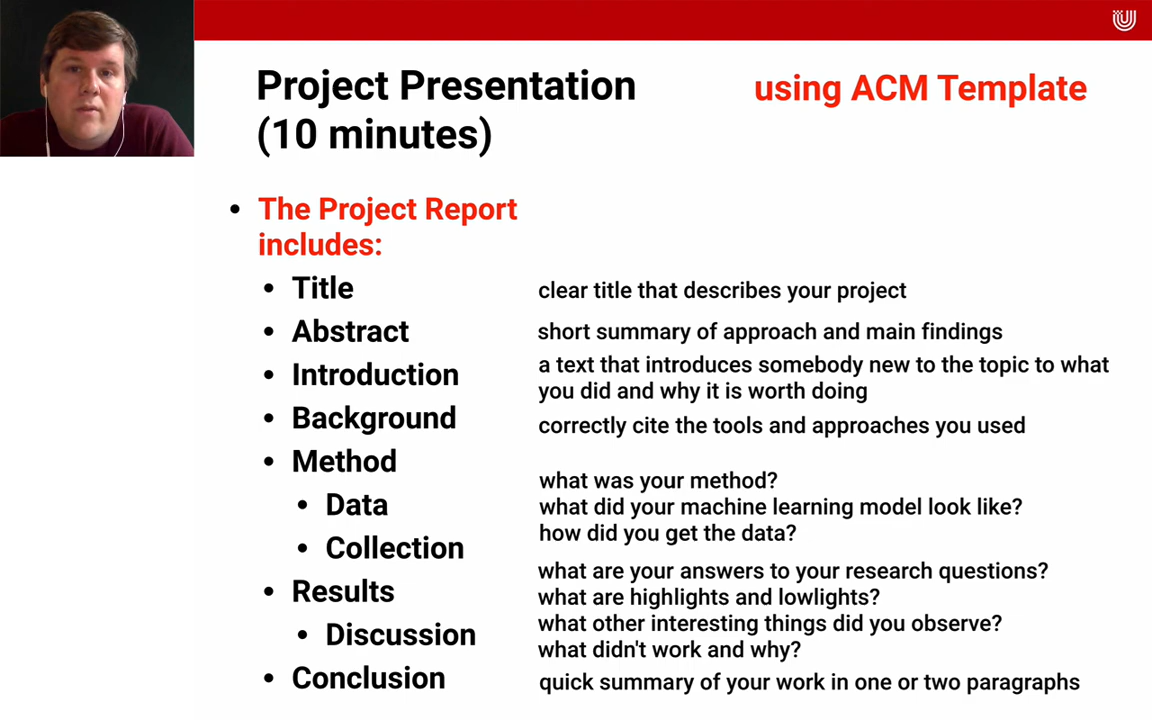 Project Presentation
(10 minutes)
using ACM Template
• The Project Report
includes:
• Title
clear title that describes your project
• Abstract
short summary of approach and main findings
• Introduction
a text that introduces somebody new to the topic to what
you did and why it is worth doing
• Background
correctly cite the tools and approaches you used
• Method
• Data
• Collection
what was your method?
what did your machine learning model look like?
how did you get the data?
• Results
• Discussion
what are your answers to your research questions?
what are highlights and lowlights?
what other interesting things did you observe?
what didn't work and why?
• Conclusion
quick summary of your work in one or two paragraphs